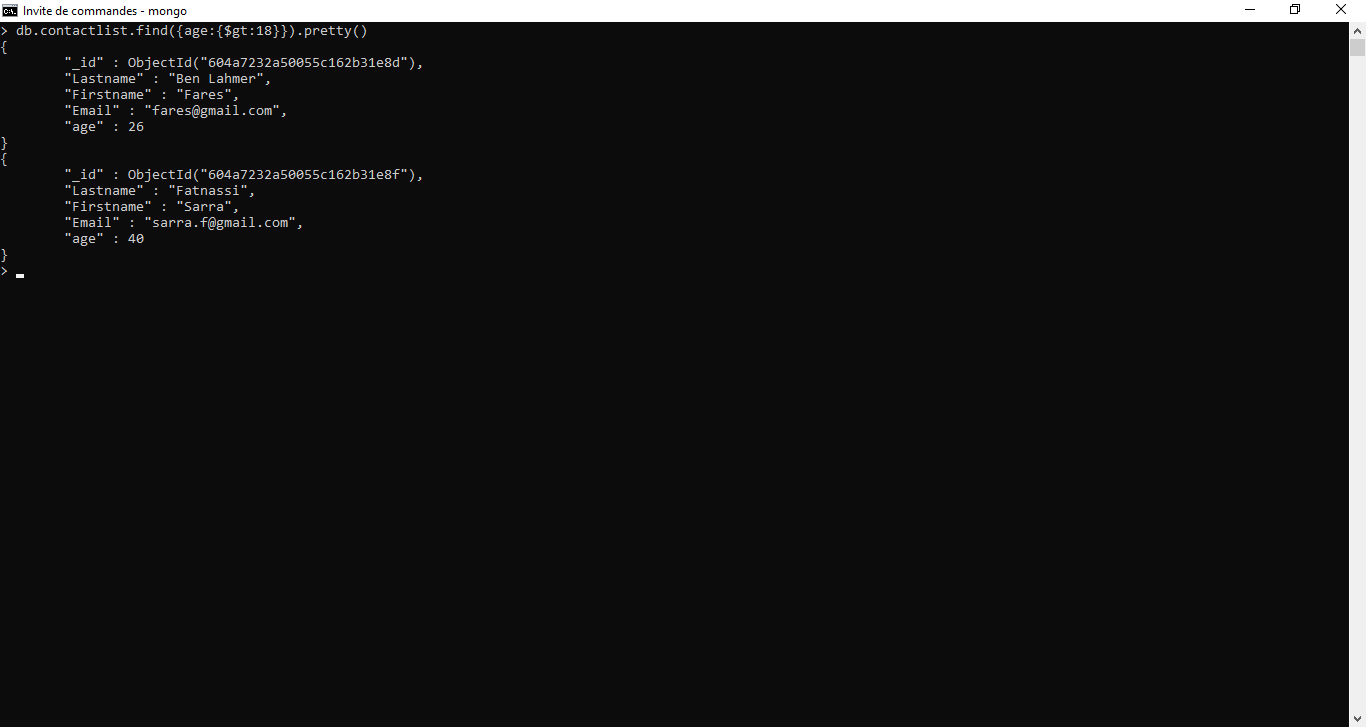 Invite de commandes - mongo
> db.contactlist.find({age:{$gt:18}}).pretty()
{
        "_id" : ObjectId("604a7232a50055c162b31e8d"),
        "Lastname" : "Ben Lahmer",
        "Firstname" : "Fares",
        "Email" : "fares@gmail.com",
        "age" : 26
}
{
        "_id" : ObjectId("604a7232a50055c162b31e8f"),
        "Lastname" : "Fatnassi",
        "Firstname" : "Sarra",
        "Email" : "sarra.f@gmail.com",
        "age" : 40
}
>